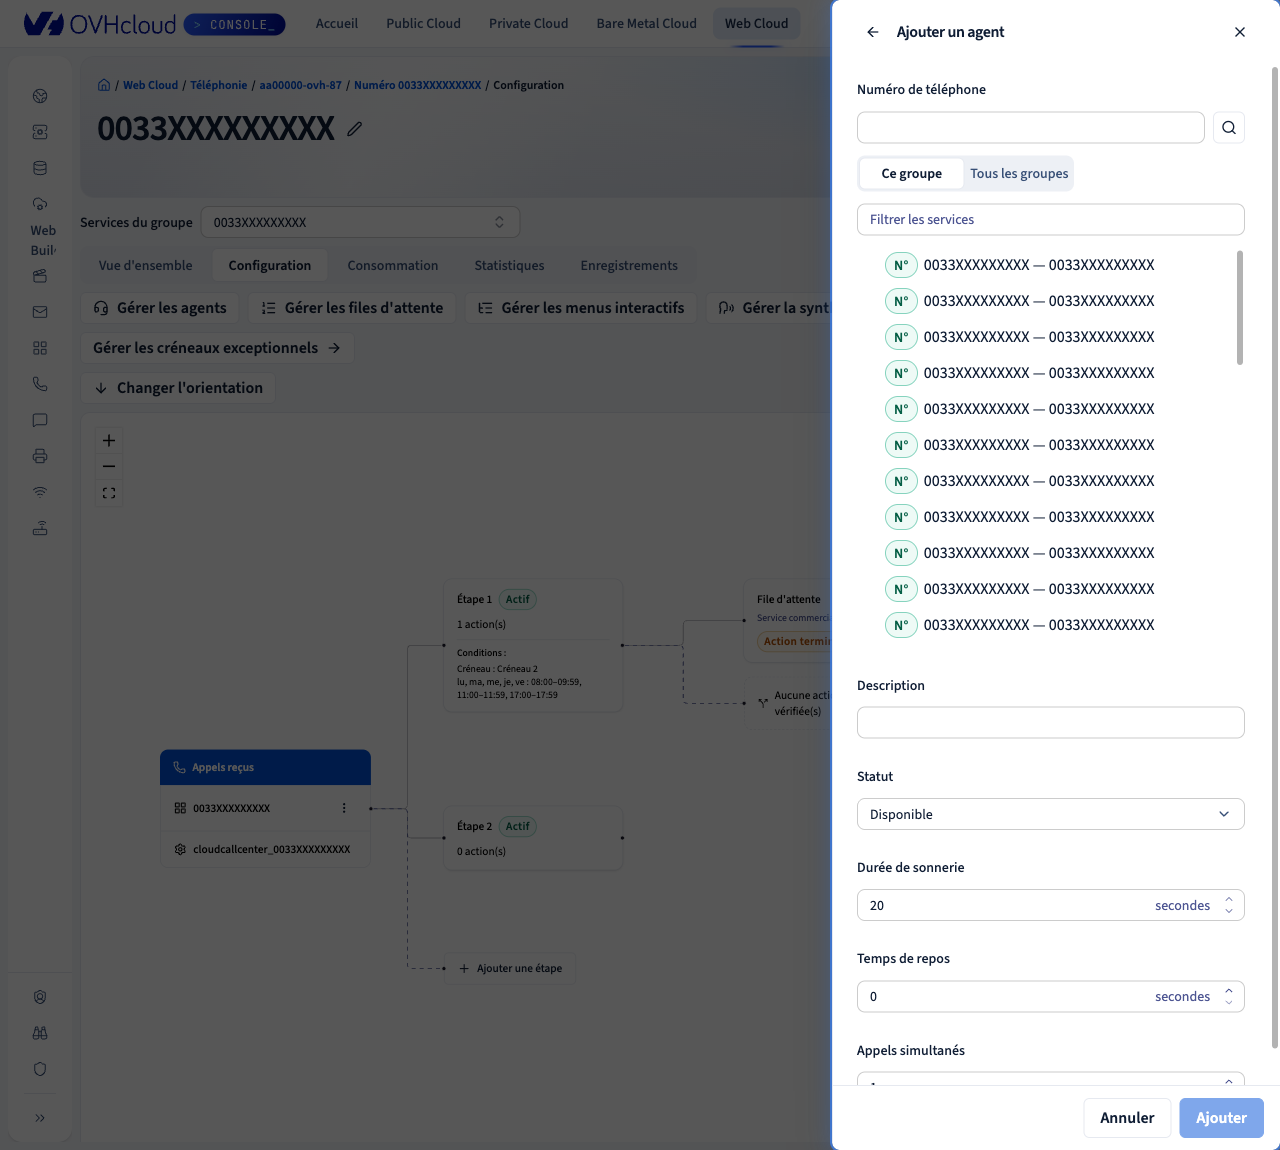 OVHcloud
> CONSOLE_
Accueil
Public Cloud
Private Cloud
Bare Metal Cloud
Web Cloud
/ Web Cloud / Téléphonie / aa00000-ovh-87 / Numéro 0033XXXXXXXXX / Configuration
0033XXXXXXXXX
Services du groupe
0033XXXXXXXXX
Vue d'ensemble
Configuration
Consommation
Statistiques
Enregistrements
Gérer les agents
Gérer les files d'attente
Gérer les menus interactifs
Gérer la synt
Gérer les créneaux exceptionnels
Changer l'orientation
Web
Buil
Étape 1
Actif
1 action(s)
Conditions :
Créneau : Créneau 2
lu, ma, me, je, ve : 08:00–09:59,
11:00–11:59, 17:00–17:59
File d'attente
Service commerci
Action termi
Aucune acti
vérifiée(s)
Appels reçus
0033XXXXXXXXX
cloudcallcenter_0033XXXXXXXXX
Étape 2
Actif
0 action(s)
Ajouter une étape
Ajouter un agent
Numéro de téléphone
Ce groupe
Tous les groupes
Filtrer les services
N° 0033XXXXXXXXX — 0033XXXXXXXXX
N° 0033XXXXXXXXX — 0033XXXXXXXXX
N° 0033XXXXXXXXX — 0033XXXXXXXXX
N° 0033XXXXXXXXX — 0033XXXXXXXXX
N° 0033XXXXXXXXX — 0033XXXXXXXXX
N° 0033XXXXXXXXX — 0033XXXXXXXXX
N° 0033XXXXXXXXX — 0033XXXXXXXXX
N° 0033XXXXXXXXX — 0033XXXXXXXXX
N° 0033XXXXXXXXX — 0033XXXXXXXXX
N° 0033XXXXXXXXX — 0033XXXXXXXXX
N° 0033XXXXXXXXX — 0033XXXXXXXXX
Description
Statut
Disponible
Durée de sonnerie
20
secondes
Temps de repos
0
secondes
Appels simultanés
Annuler
Ajouter